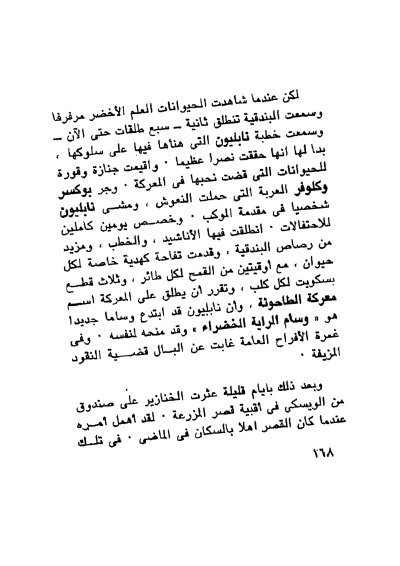 لكن عندما شاهدت الحيوانات العلم الأخضر مرفرفا
وسمعت البندقية تنطلق ثانية – سبع طلقات حتى الآن –
وسمعت خطبة نابليون التى هنأها فيها على سلوكها ،
بدا لها انها حققت نصرا عظيما . واقيمت جنازة وقورة
للحيوانات التى قضت نحبها فى المعركة . وجر بوكسر
وكلوفر العربة التى حملت النعوش ، ومشى نابليون
شخصيا فى مقدمة الموكب . وخصص يومين كاملين
للاحتفالات . انطلقت فيها الأناشيد ، والخطب ، ومزيد
من رصاص البندقية ، وقدمت تفاحة كهدية خاصة لكل
حيوان ، مع أوقيتين من القمح لكل طائر ، وثلاث قطع
بسكويت لكل كلب ، وتقرر أن يطلق على المعركة اسم
معركة الطاحونة ، وأن نابليون قد ابتدع وساما جديدا
هو « وسام الراية الخضراء » وقد منحه لنفسه . وفى
غمرة الأفراح العامة غابت عن البال قضية النقود
المزيفة .
وبعد ذلك بايام قليلة عثرت الخنازير على صندوق
من الويسكى فى أقبية قصر المزرعة . لقد أهمل أمره
عندما كان القصر اهلا بالسكان فى الماضى . فى تلك
١٦٨